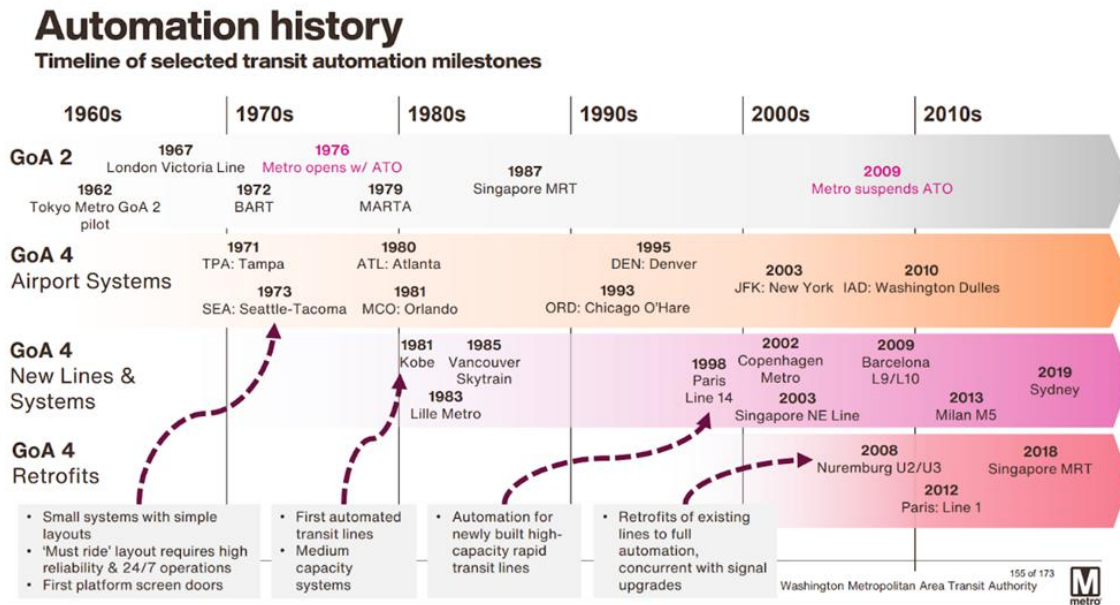 Automation history
Timeline of selected transit automation milestones
1960s
1970s
1980s
1990s
2000s
2010s
GoA 2
1967
London Victoria Line
1976
Metro opens w/ ATO
1987
Singapore MRT
2009
Metro suspends ATO
1962
Tokyo Metro GoA 2
pilot
1972
BART
1979
MARTA
GoA 4
Airport Systems
1971
TPA: Tampa
1980
ATL: Atlanta
1995
DEN: Denver
2003
JFK: New York
2010
IAD: Washington Dulles
1973
SEA: Seattle-Tacoma
1981
MCO: Orlando
1993
ORD: Chicago O'Hare
GoA 4
New Lines &
Systems
1981
Kobe
1985
Vancouver
Skytrain
1983
Lille Metro
1998
Paris
Line 14
2002
Copenhagen
Metro
2003
Singapore NE Line
2009
Barcelona
L9/L10
2013
Milan M5
2019
Sydney
GoA 4
Retrofits
2008
Nuremburg U2/U3
2018
Singapore MRT
2012
Paris: Line 1
• Small systems with simple
layouts
• 'Must ride' layout requires high
reliability & 24/7 operations
• First platform screen doors
• First automated
transit lines
• Medium
capacity
systems
• Automation for
newly built high-
capacity rapid
transit lines
• Retrofits of existing
lines to full
automation,
concurrent with signal
upgrades
155 of 173
Washington Metropolitan Area Transit Authority
M
metro